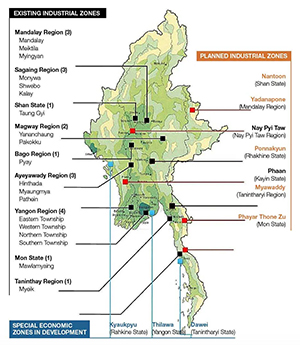 EXISTING INDUSTRIAL ZONES
Mandalay Region (3)
Mandalay
Meiktila
Myingyan
Sagaing Region (3)
Monywa
Shwebo
Kalay
Shan State (1)
Taung Gyi
Magway Region (2)
Yananchaung
Pakokku
Bago Region (1)
Pyay
Ayeyawady Region (3)
Hinthada
Myaungmya
Pathein
Yangon Region (4)
Eastern Township
Western Township
Northern Township
Southern Township
Mon State (1)
Mawlamyaing
Tanintharyi Region (1)
Myeik
PLANNED INDUSTRIAL ZONES
Nantoon
(Shan State)
Yadanapone
(Mandalay Region)
Nay Pyi Taw
(Nay Pyi Taw Region)
Ponnakyun
(Rhakhine State)
Phaan
(Kayin State)
Myawaddy
(Tanintharyi Region)
Phayar Thone Zu
(Mon State)
SPECIAL ECONOMIC
ZONES IN DEVELOPMENT
Kyaukpyu
(Rahkine State)
Thilawa
(Yangon State)
Dawei
(Tanintharyi State)